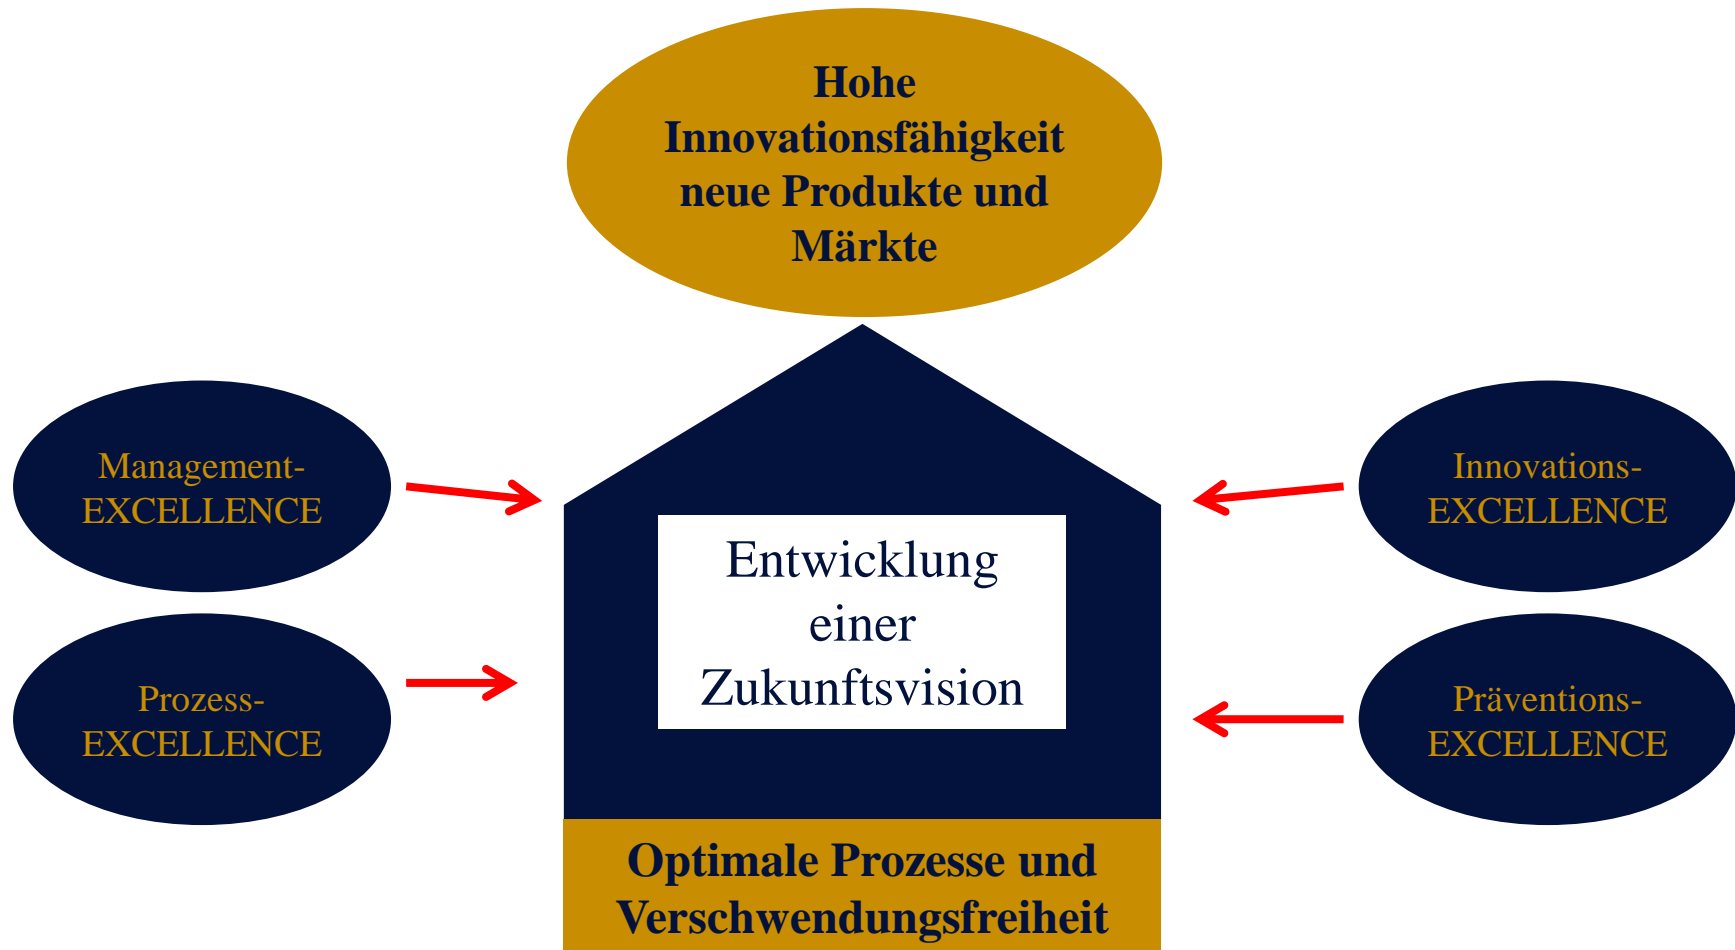 Hohe
Innovationsfähigkeit
neue Produkte und
Märkte
Management-
EXCELLENCE
Innovations-
EXCELLENCE
Entwicklung
einer
Zukunftsvision
Prozess-
EXCELLENCE
Präventions-
EXCELLENCE
Optimale Prozesse und
Verschwendungsfreiheit